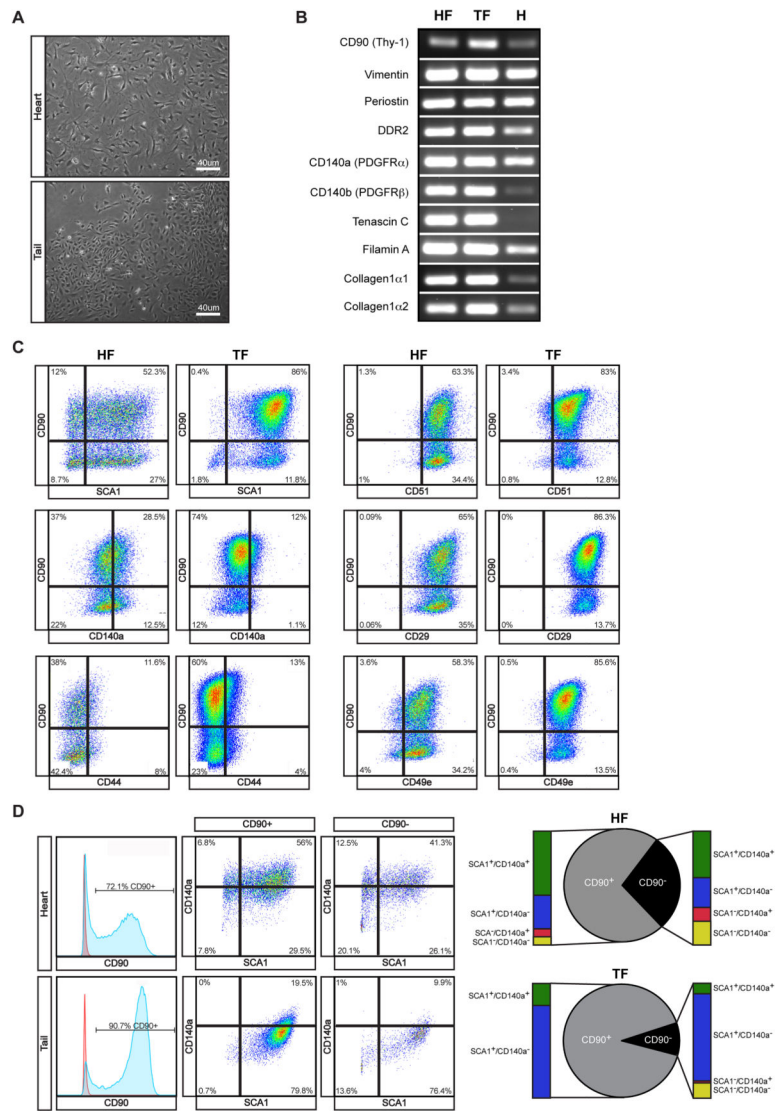 A
Heart
40um
Tail
40um
B
HF TF H
CD90 (Thy-1)
Vimentin
Periostin
DDR2
CD140a (PDGFRα)
CD140b (PDGFRβ)
Tenascin C
Filamin A
Collagen1α1
Collagen1α2
C
HF TF HF TF
12% 52.3% 0.4% 86% 1.3% 63.3% 3.4% 83%
CD90 CD90 CD90 CD90
8.7% 27% 1.8% 11.8% 1% 34.4% 0.8% 12.8%
SCA1 SCA1 CD51 CD51
37% 28.5% 74% 12% 0.09% 65% 0% 86.3%
CD90 CD90 CD90 CD90
22% 12.5% 12% 1.1% 0.06% 35% 0% 13.7%
CD140a CD140a CD29 CD29
38% 11.6% 60% 13% 3.6% 58.3% 0.5% 85.6%
CD90 CD90 CD90 CD90
42.4% 8% 23% 4% 4% 34.2% 0.4% 13.5%
CD44 CD44 CD49e CD49e
D
CD90+ CD90-
Heart
72.1% CD90+
CD90
6.8% 56% 12.5% 41.3%
CD140a CD140a
7.8% 29.5% 20.1% 26.1%
SCA1 SCA1
HF
SCA1+/CD140a+
SCA1+/CD140a-
SCA-/CD140a+
SCA1-/CD140a-
CD90+ CD90-
SCA1+/CD140a+
SCA1+/CD140a-
SCA1-/CD140a+
SCA1-/CD140a-
Tail
90.7% CD90+
CD90
0% 19.5% 1% 9.9%
CD140a CD140a
0.7% 79.8% 13.6% 76.4%
SCA1 SCA1
TF
SCA1+/CD140a+
SCA1+/CD140a-
CD90+ CD90-
SCA1+/CD140a+
SCA1+/CD140a-
SCA1-/CD140a+
SCA1-/CD140a-